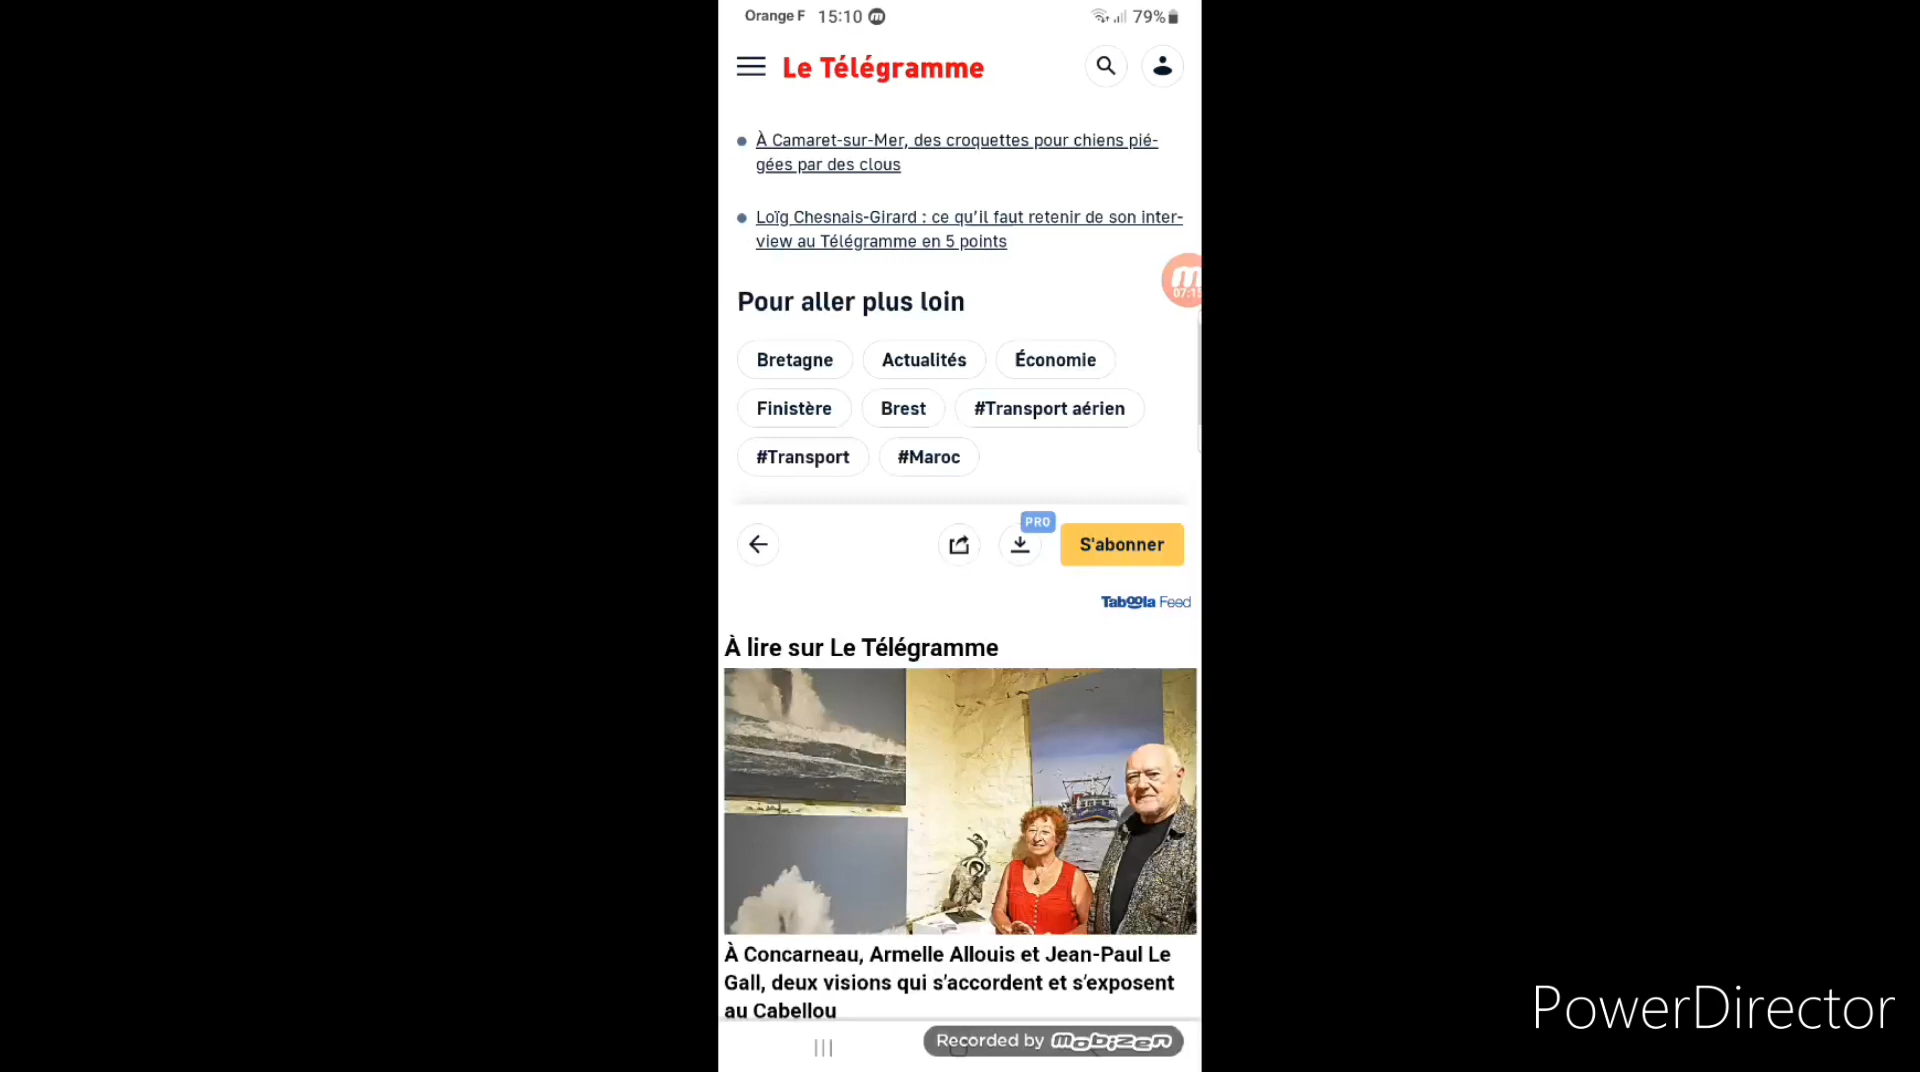 Orange F 15:10 79%
Le Télégramme
À Camaret-sur-Mer, des croquettes pour chiens pié-
gées par des clous
Loïg Chesnais-Girard : ce qu’il faut retenir de son inter-
view au Télégramme en 5 points
Pour aller plus loin
Bretagne Actualités Économie
Finistère Brest #Transport aérien
#Transport #Maroc
PRO
S'abonner
Taboola Feed
À lire sur Le Télégramme
À Concarneau, Armelle Allouis et Jean-Paul Le
Gall, deux visions qui s’accordent et s’exposent
au Cabellou
Recorded by mobizen
PowerDirector